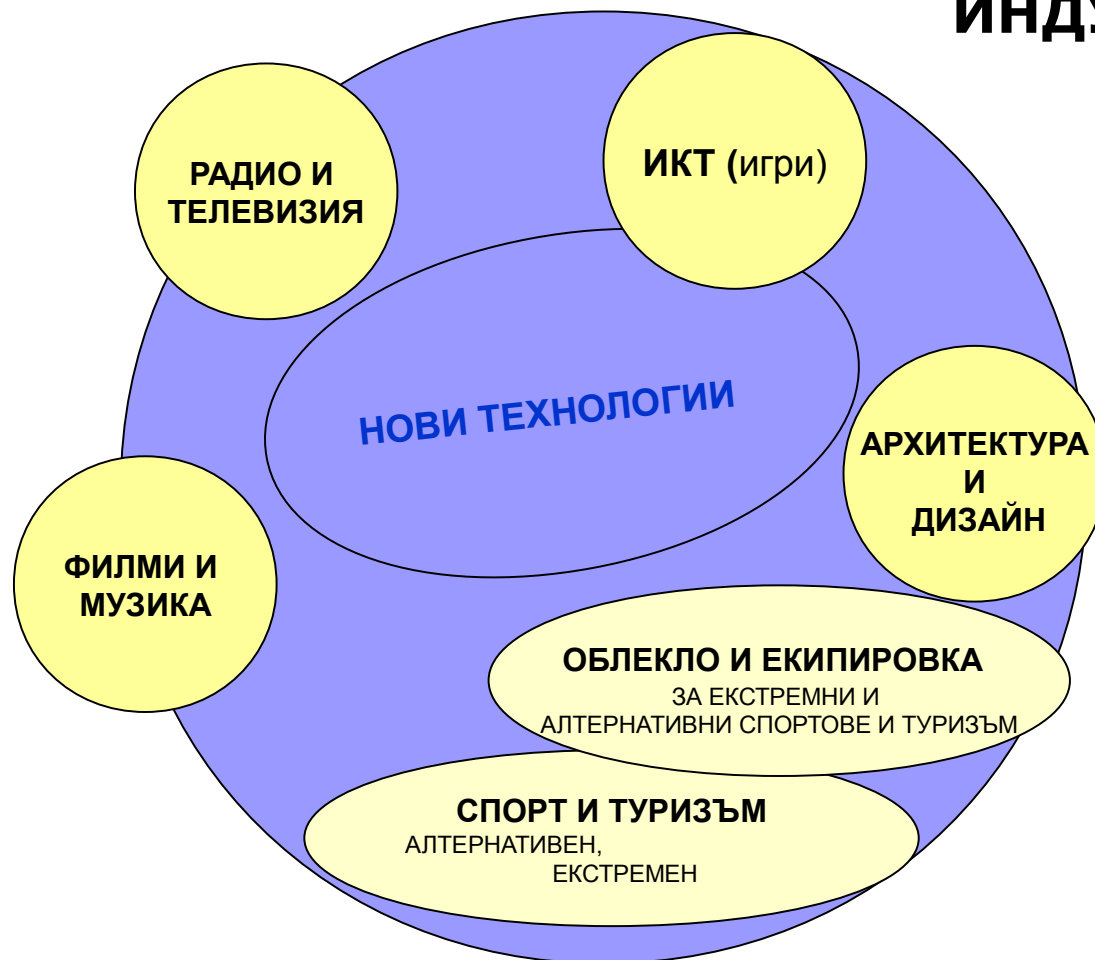 ИНДУ
РАДИО И
ТЕЛЕВИЗИЯ
ИКТ (игри)
НОВИ ТЕХНОЛОГИИ
АРХИТЕКТУРА
И
ДИЗАЙН
ФИЛМИ И
МУЗИКА
ОБЛЕКЛО И ЕКИПИРОВКА
ЗА ЕКСТРЕМНИ И
АЛТЕРНАТИВНИ СПОРТОВЕ И ТУРИЗЪМ
СПОРТ И ТУРИЗЪМ
АЛТЕРНАТИВЕН,
ЕКСТРЕМЕН